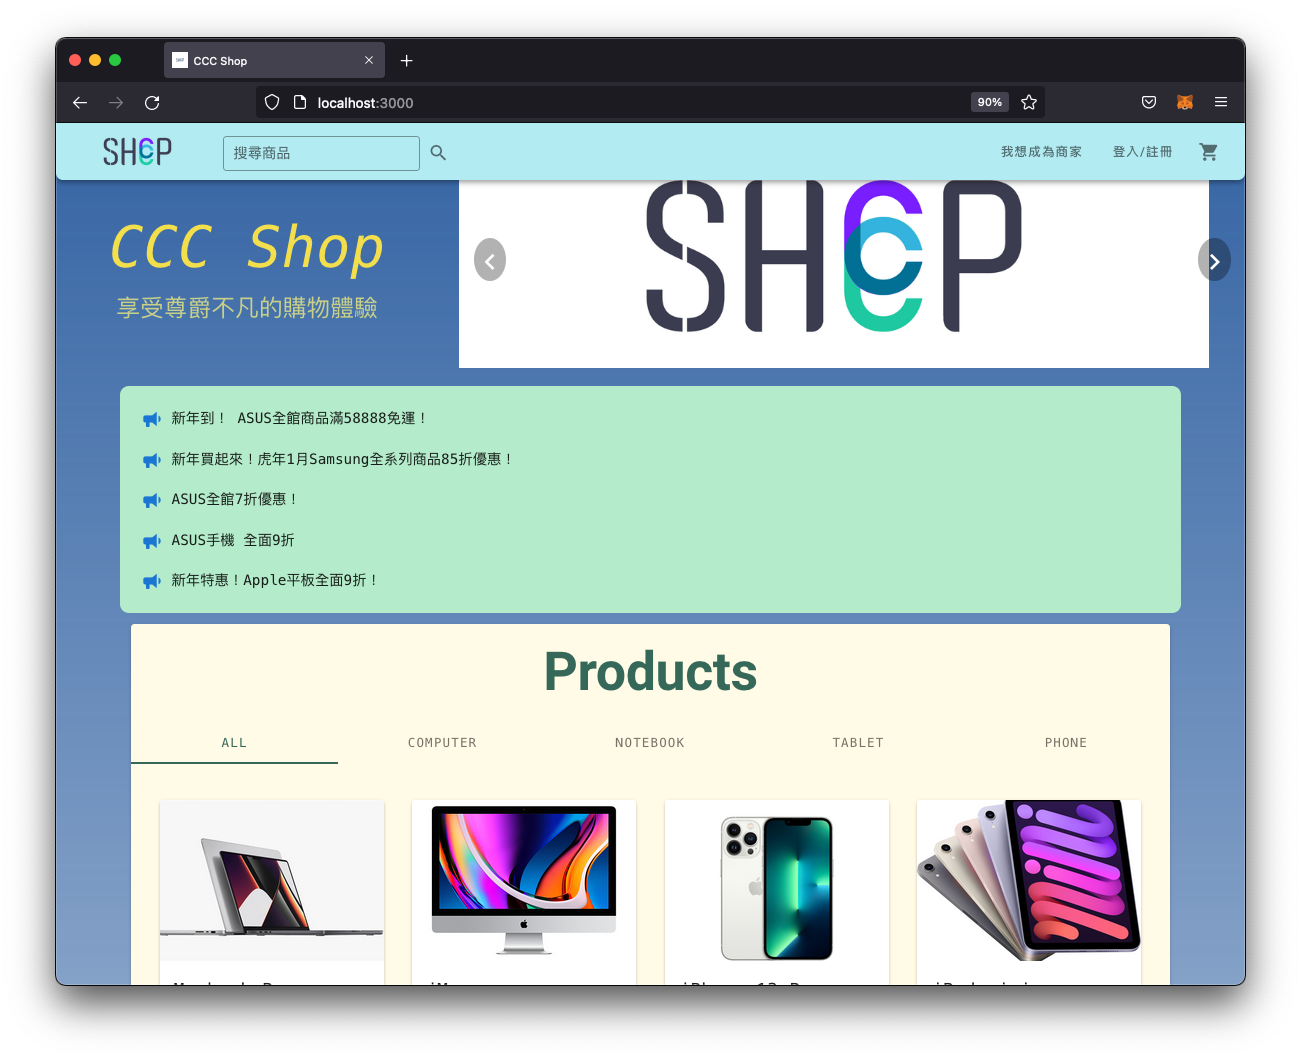 CCC Shop
localhost:3000
90%
SHCP
搜尋商品
我想成為商家
登入/註冊
CCC Shop
享受尊爵不凡的購物體驗
SHCP
新年到！ ASUS全館商品滿58888免運！
新年買起來！虎年1月Samsung全系列商品85折優惠！
ASUS全館7折優惠！
ASUS手機 全面9折
新年特惠！Apple平板全面9折！
Products
ALL
COMPUTER
NOTEBOOK
TABLET
PHONE